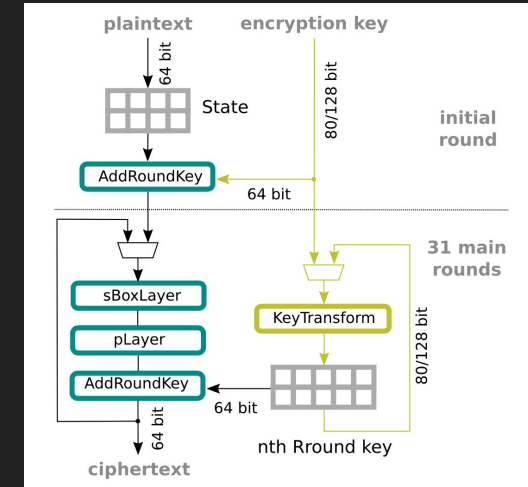 plaintext
encryption key
64 bit
80/128 bit
State
initial
round
AddRoundKey
64 bit
31 main
rounds
sBoxLayer
KeyTransform
pLayer
80/128 bit
AddRoundKey
64 bit
64 bit
nth Rround key
ciphertext